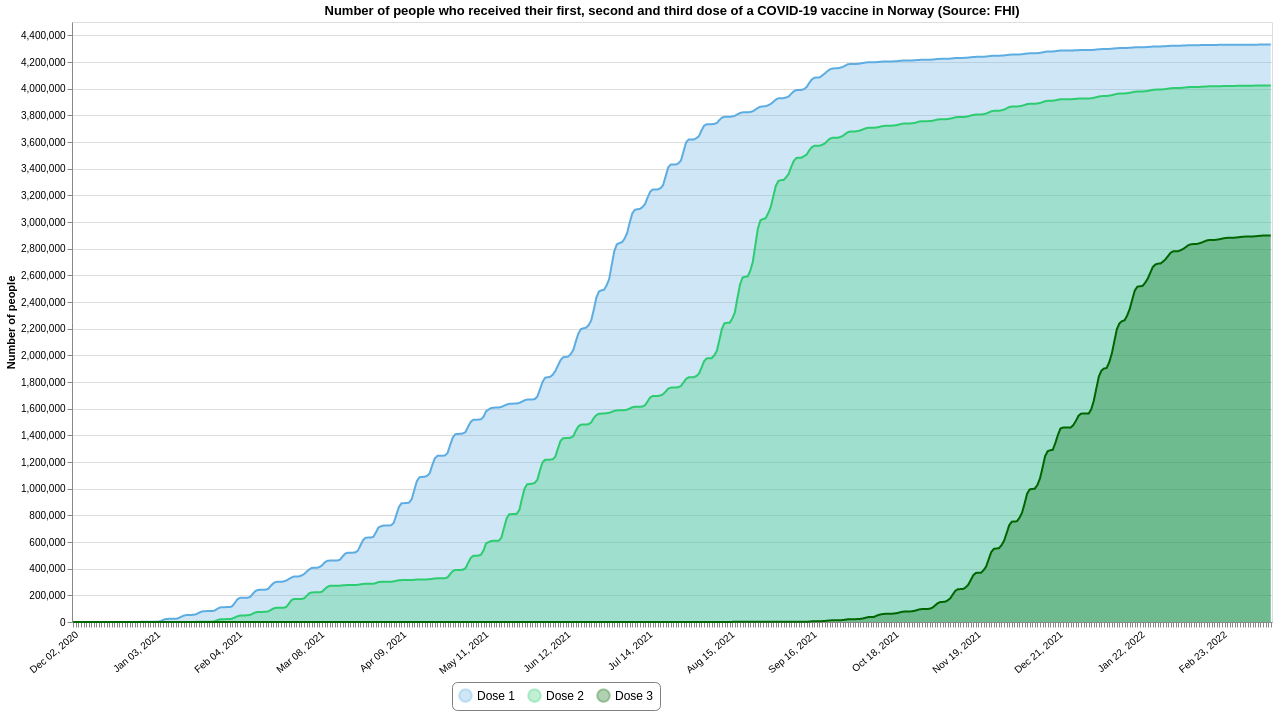 Number of people who received their first, second and third dose of a COVID-19 vaccine in Norway (Source: FHI)
Number of people
4,400,000
4,200,000
4,000,000
3,800,000
3,600,000
3,400,000
3,200,000
3,000,000
2,800,000
2,600,000
2,400,000
2,200,000
2,000,000
1,800,000
1,600,000
1,400,000
1,200,000
1,000,000
800,000
600,000
400,000
200,000
0
Dec 02, 2020
Jan 03, 2021
Feb 04, 2021
Mar 08, 2021
Apr 09, 2021
May 11, 2021
Jun 12, 2021
Jul 14, 2021
Aug 15, 2021
Sep 16, 2021
Oct 18, 2021
Nov 19, 2021
Dec 21, 2021
Jan 22, 2022
Feb 23, 2022
Dose 1
Dose 2
Dose 3